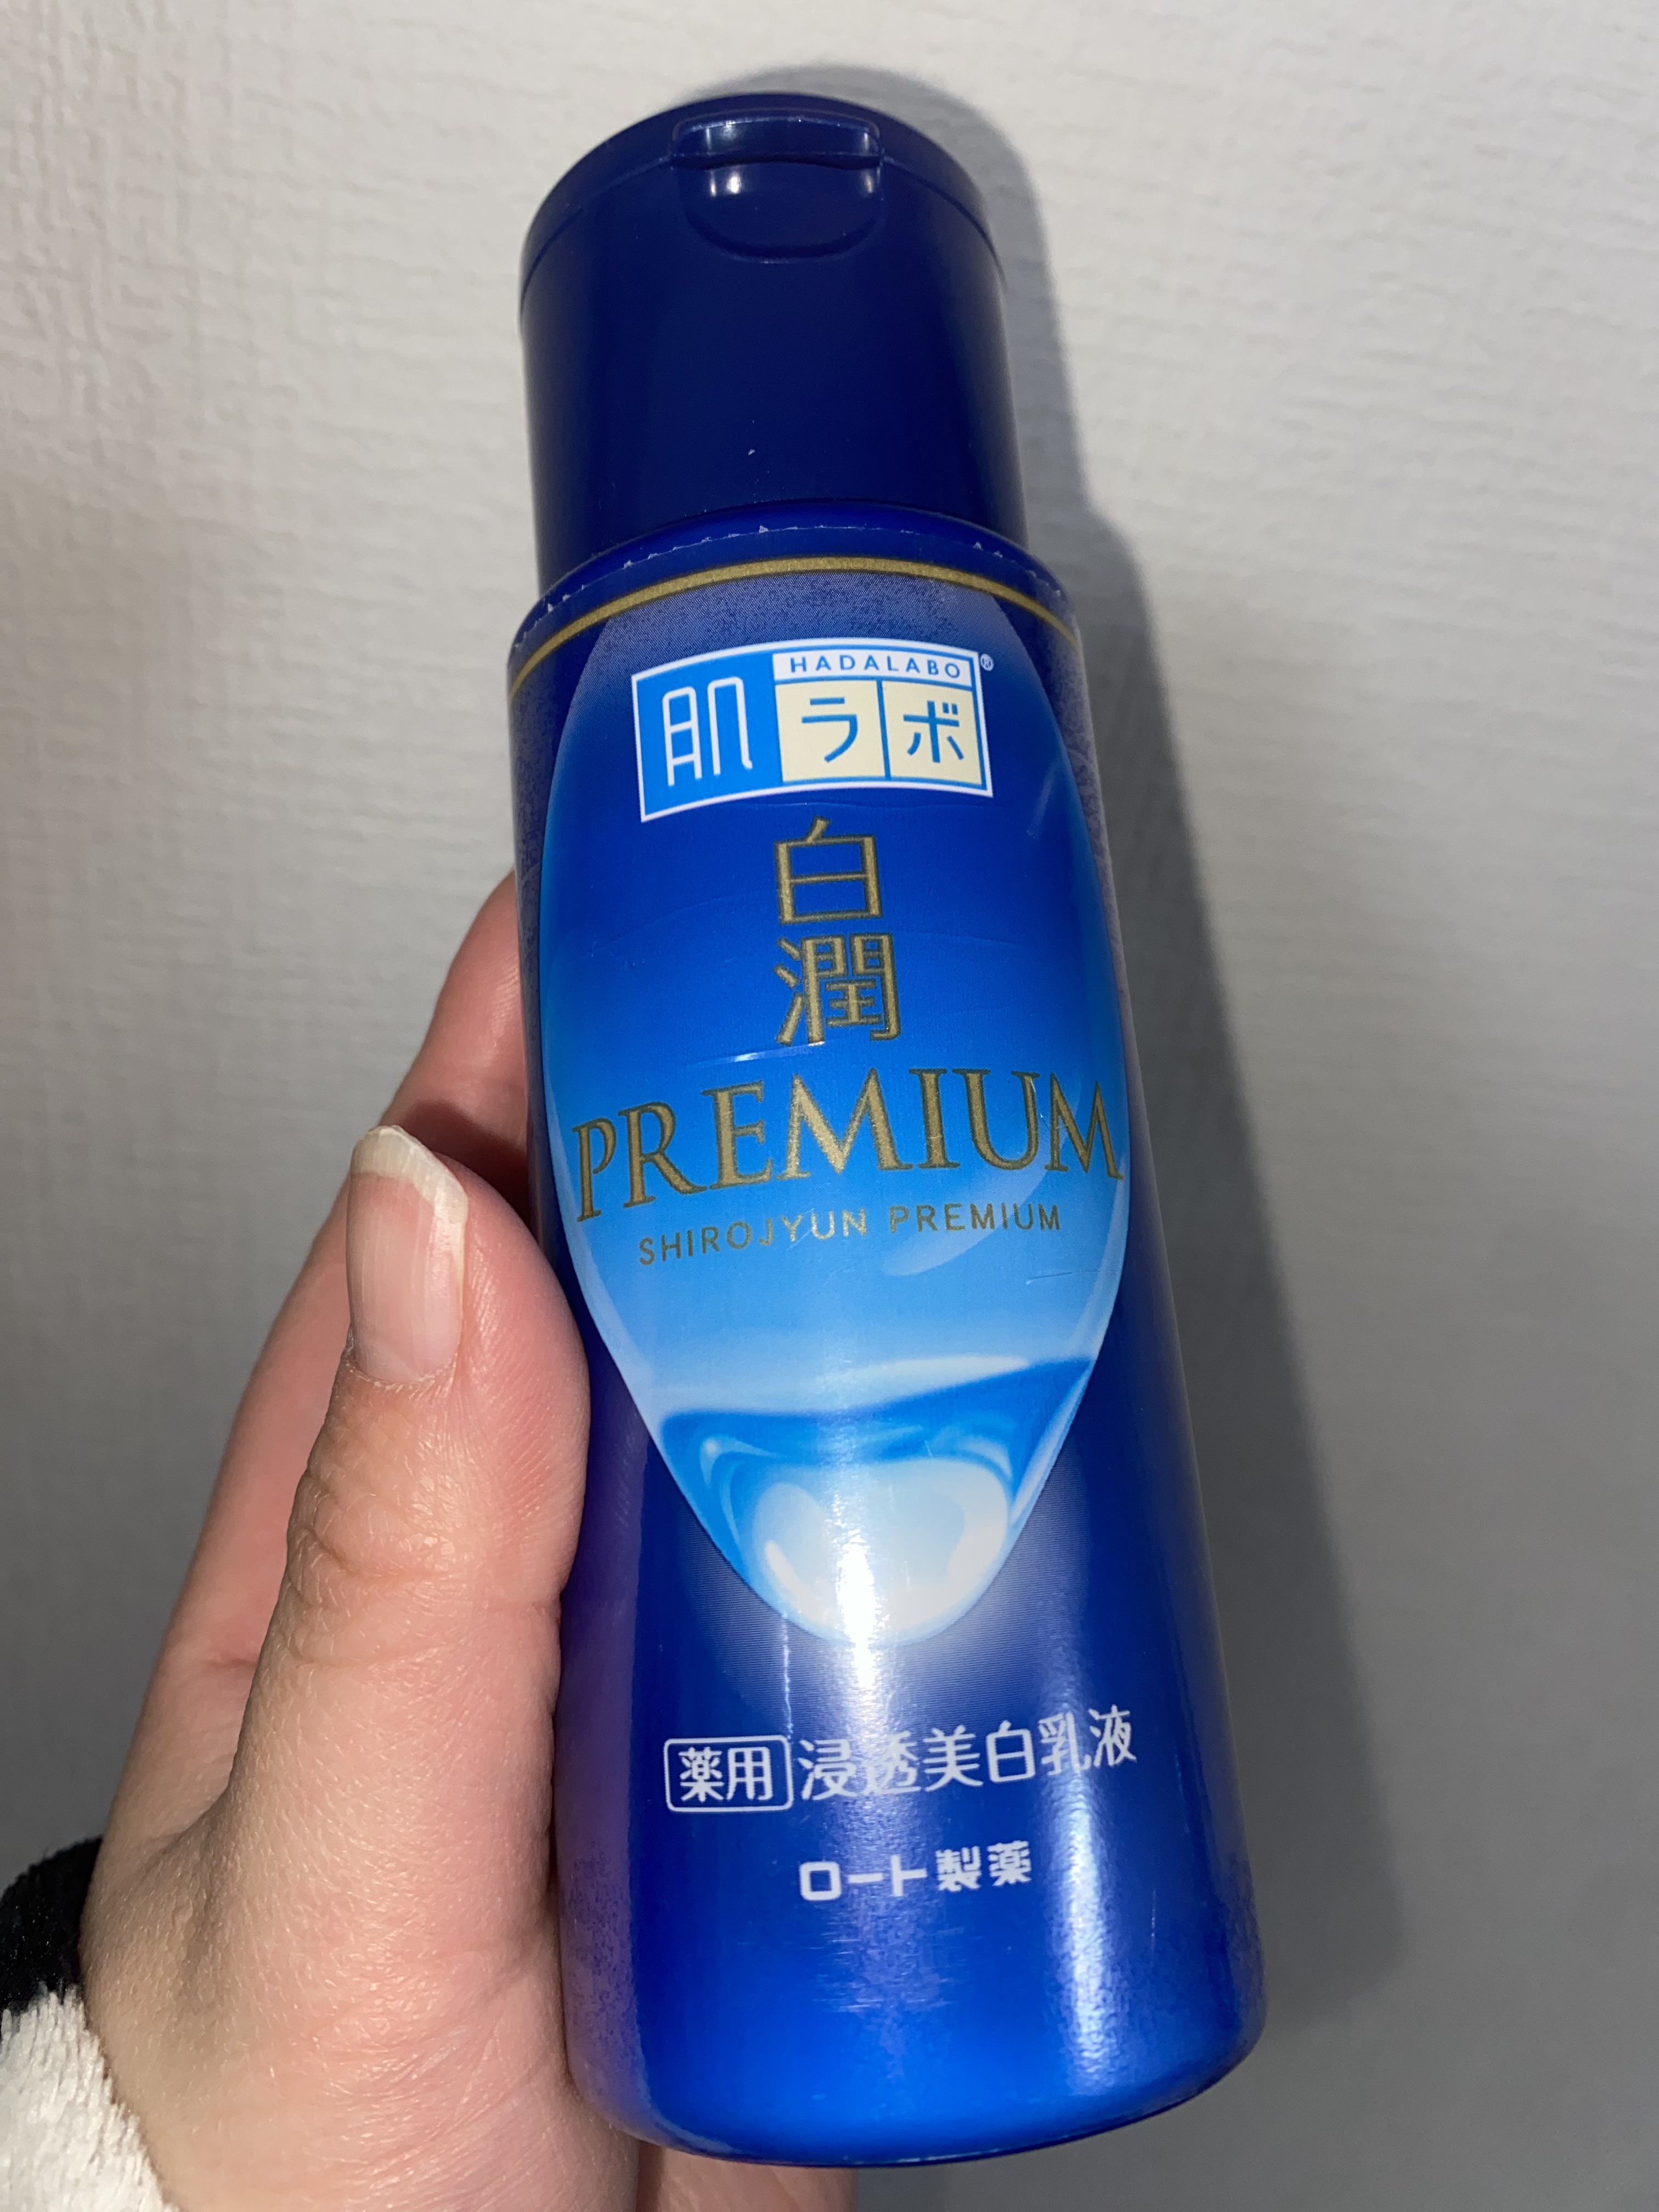 HADALABO®
肌ラボ
白
潤
PREMIUM
SHIROJYUN PREMIUM
薬用 浸透美白乳液
ロート製薬